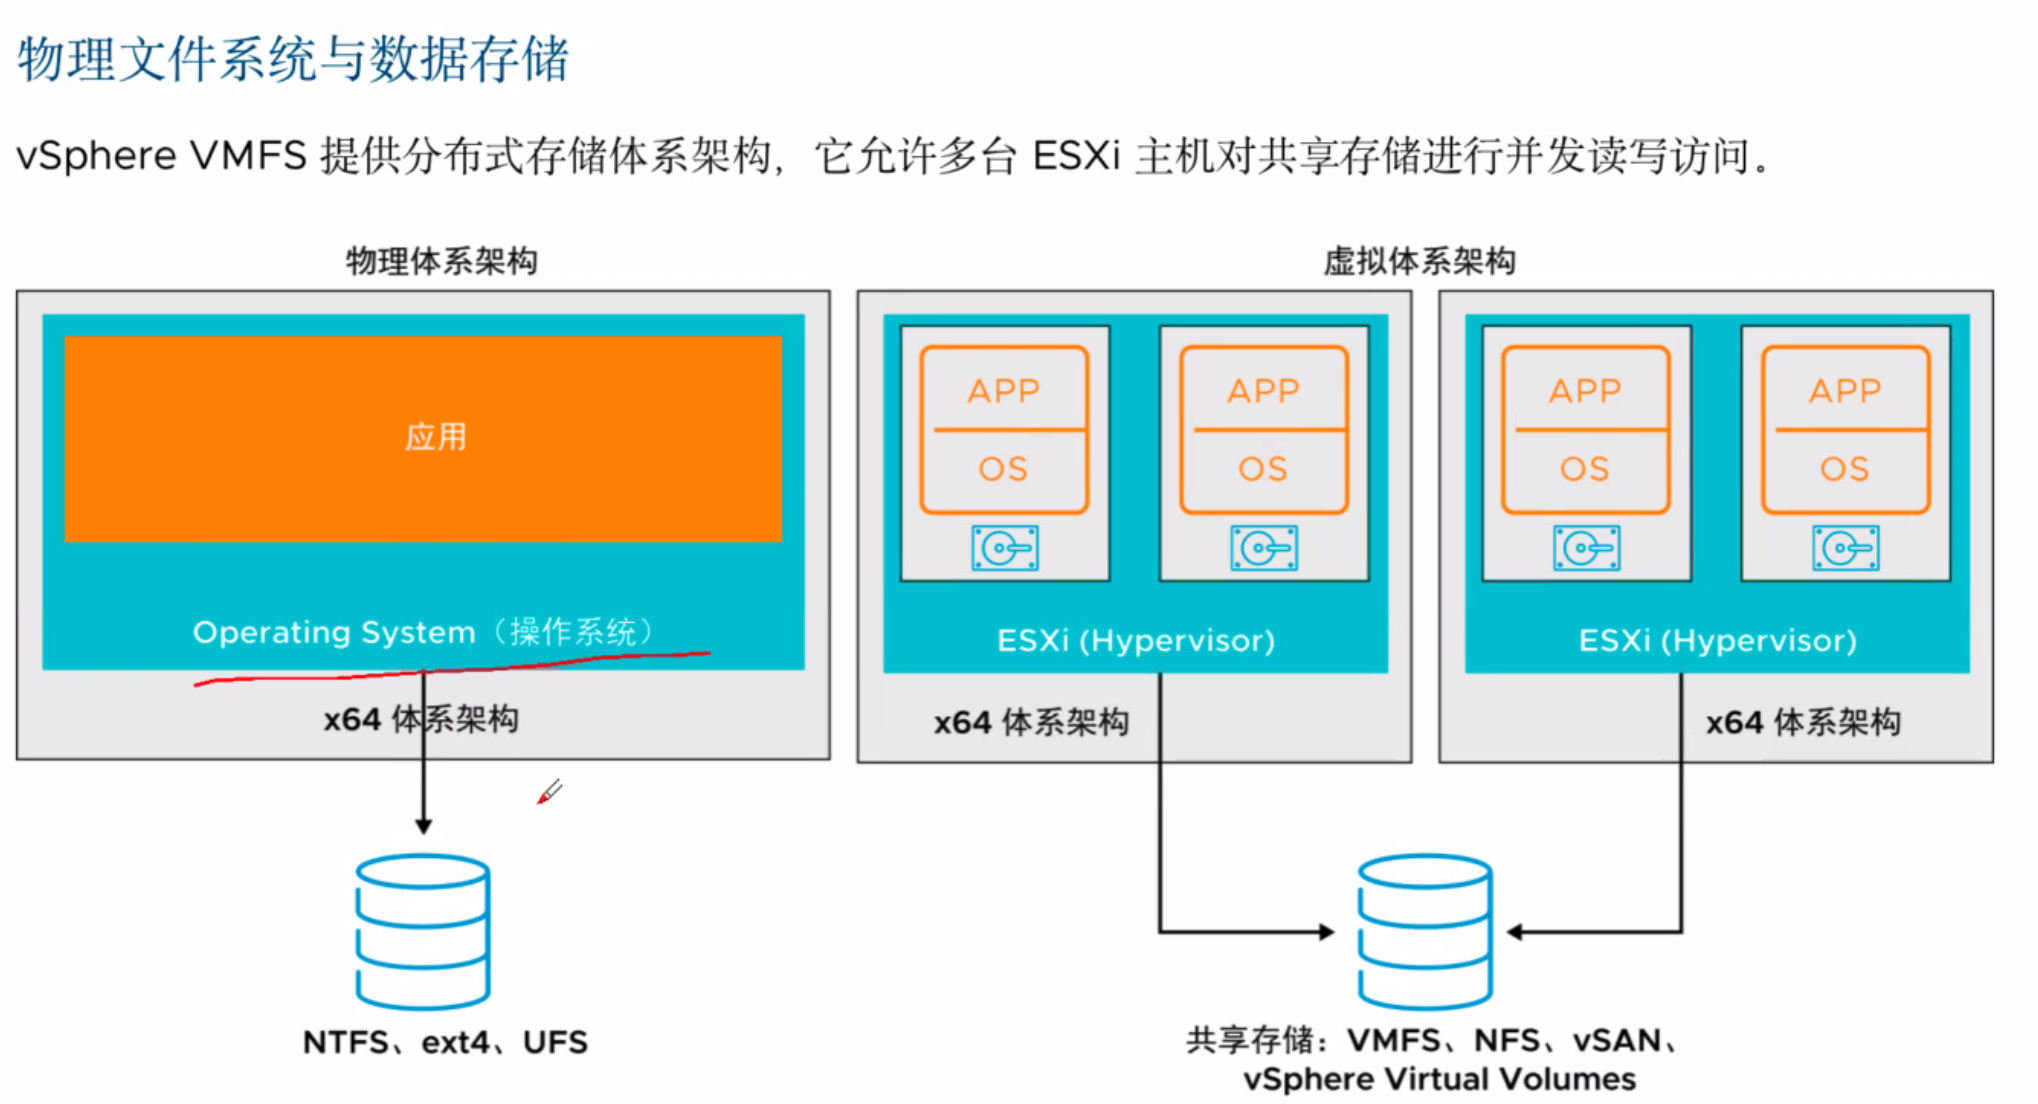 物理文件系统与数据存储
vSphere VMFS 提供分布式存储体系架构，它允许多台 ESXi 主机对共享存储进行并发读写访问。
物理体系架构
应用
Operating System（操作系统）
x64 体系架构
NTFS、ext4、UFS
虚拟体系架构
APP
OS
APP
OS
ESXi (Hypervisor)
x64 体系架构
APP
OS
APP
OS
ESXi (Hypervisor)
x64 体系架构
共享存储：VMFS、NFS、vSAN、
vSphere Virtual Volumes